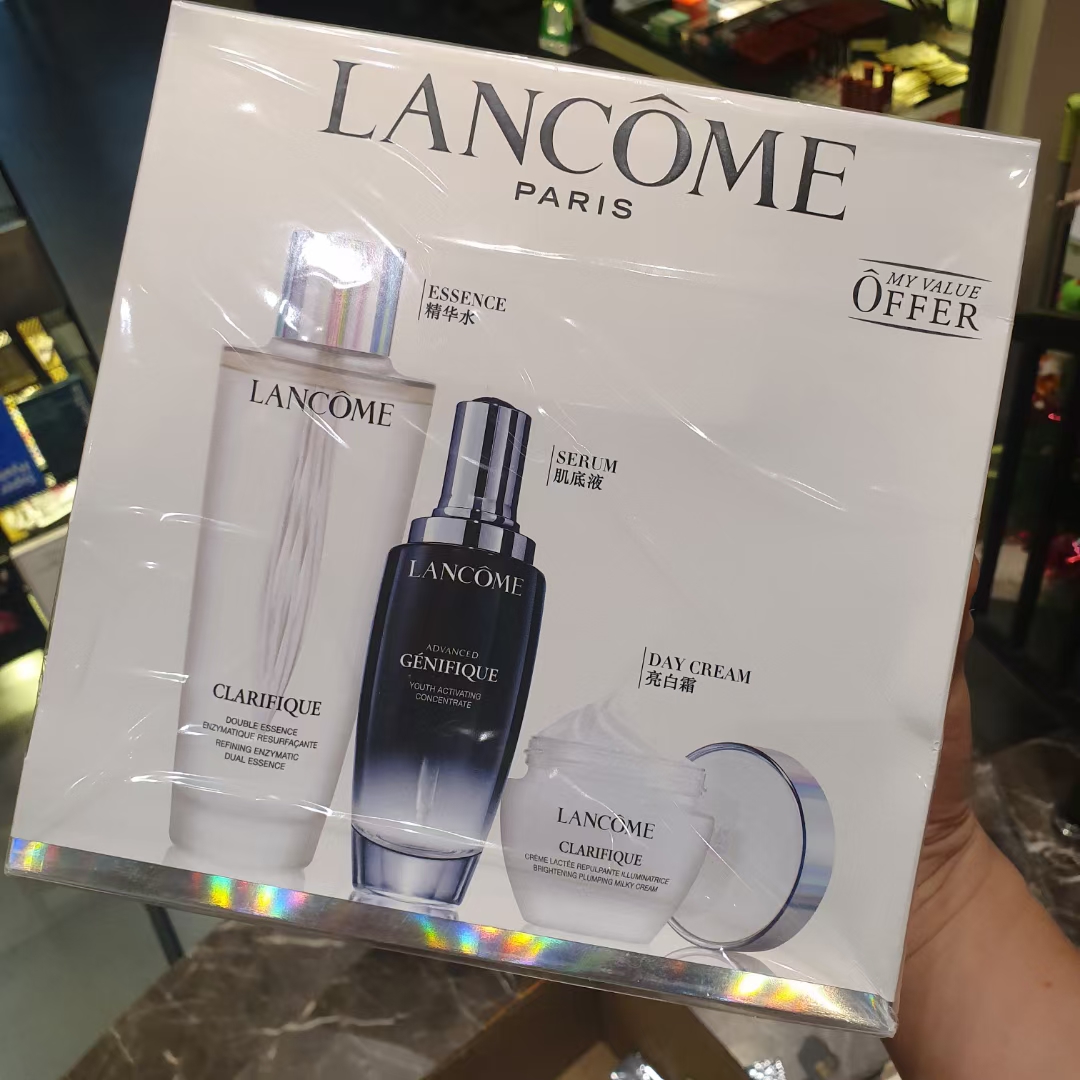 LANCÔME
PARIS
MY VALUE
ÔFFER
ESSENCE
精华水
LANCÔME
SERUM
肌底液
LANCÔME
ADVANCED
GÉNIFIQUE
YOUTH ACTIVATING
CONCENTRATE
DAY CREAM
亮白霜
CLARIFIQUE
DOUBLE ESSENCE
ENZYMATIQUE RESURFAÇANTE
REFINING ENZYMATIC
DUAL ESSENCE
LANCÔME
CLARIFIQUE
CRÈME LACTÉE REPULPANTE ILLUMINATRICE
BRIGHTENING PLUMPING MILKY CREAM